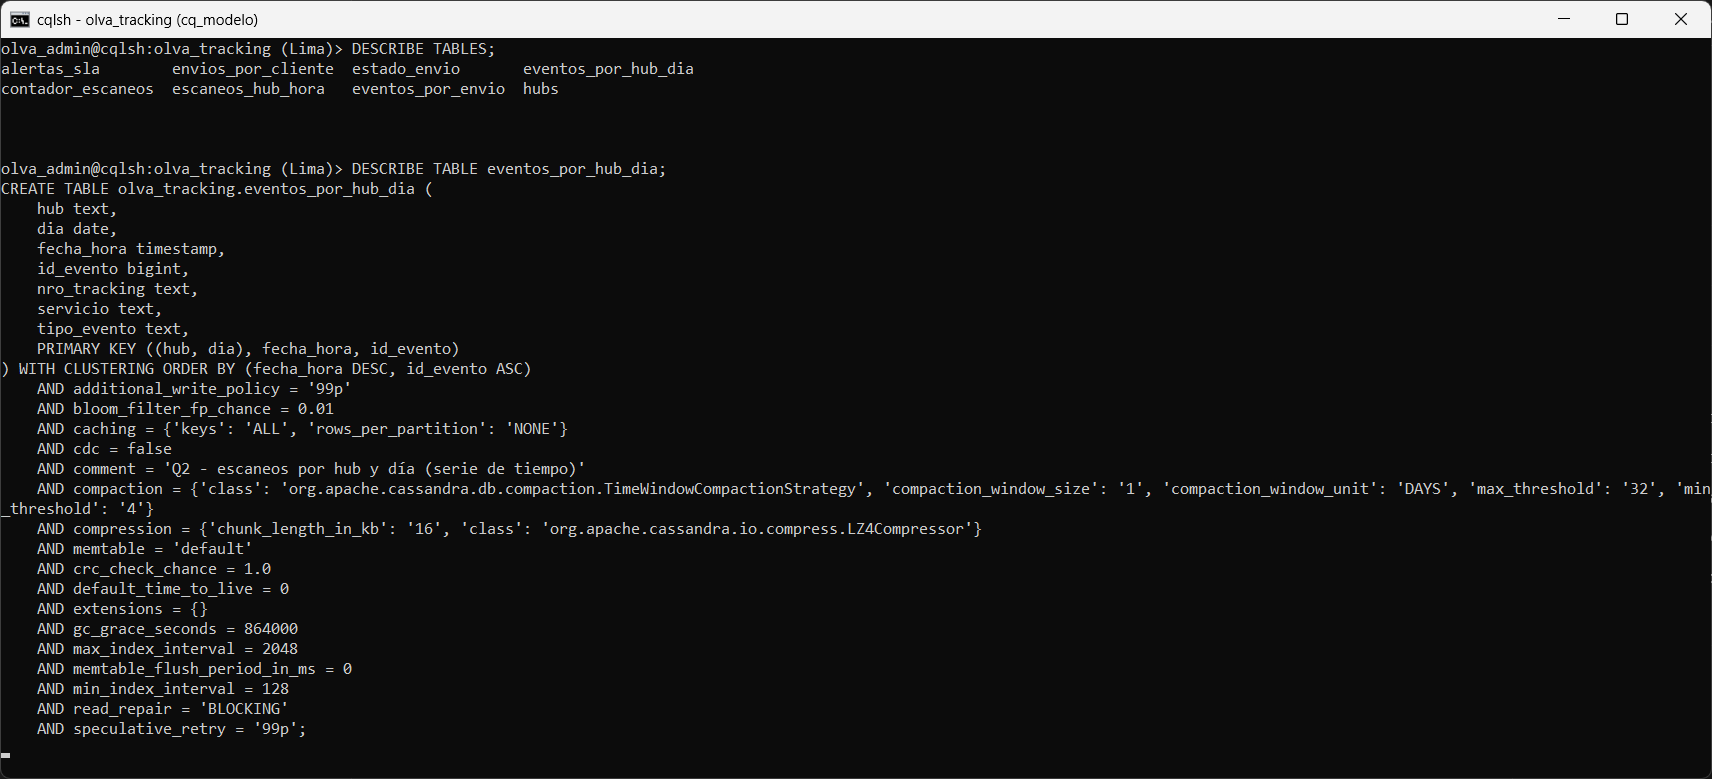 cqlsh - olva_tracking (cq_modelo)
olva_admin@cqlsh:olva_tracking (Lima)> DESCRIBE TABLES;
alertas_sla        envios_por_cliente  estado_envio       eventos_por_hub_dia
contador_escaneos  escaneos_hub_hora   eventos_por_envio  hubs
olva_admin@cqlsh:olva_tracking (Lima)> DESCRIBE TABLE eventos_por_hub_dia;
CREATE TABLE olva_tracking.eventos_por_hub_dia (
    hub text,
    dia date,
    fecha_hora timestamp,
    id_evento bigint,
    nro_tracking text,
    servicio text,
    tipo_evento text,
    PRIMARY KEY ((hub, dia), fecha_hora, id_evento)
) WITH CLUSTERING ORDER BY (fecha_hora DESC, id_evento ASC)
    AND additional_write_policy = '99p'
    AND bloom_filter_fp_chance = 0.01
    AND caching = {'keys': 'ALL', 'rows_per_partition': 'NONE'}
    AND cdc = false
    AND comment = 'Q2 - escaneos por hub y día (serie de tiempo)'
    AND compaction = {'class': 'org.apache.cassandra.db.compaction.TimeWindowCompactionStrategy', 'compaction_window_size': '1', 'compaction_window_unit': 'DAYS', 'max_threshold': '32', 'min
_threshold': '4'}
    AND compression = {'chunk_length_in_kb': '16', 'class': 'org.apache.cassandra.io.compress.LZ4Compressor'}
    AND memtable = 'default'
    AND crc_check_chance = 1.0
    AND default_time_to_live = 0
    AND extensions = {}
    AND gc_grace_seconds = 864000
    AND max_index_interval = 2048
    AND memtable_flush_period_in_ms = 0
    AND min_index_interval = 128
    AND read_repair = 'BLOCKING'
    AND speculative_retry = '99p';